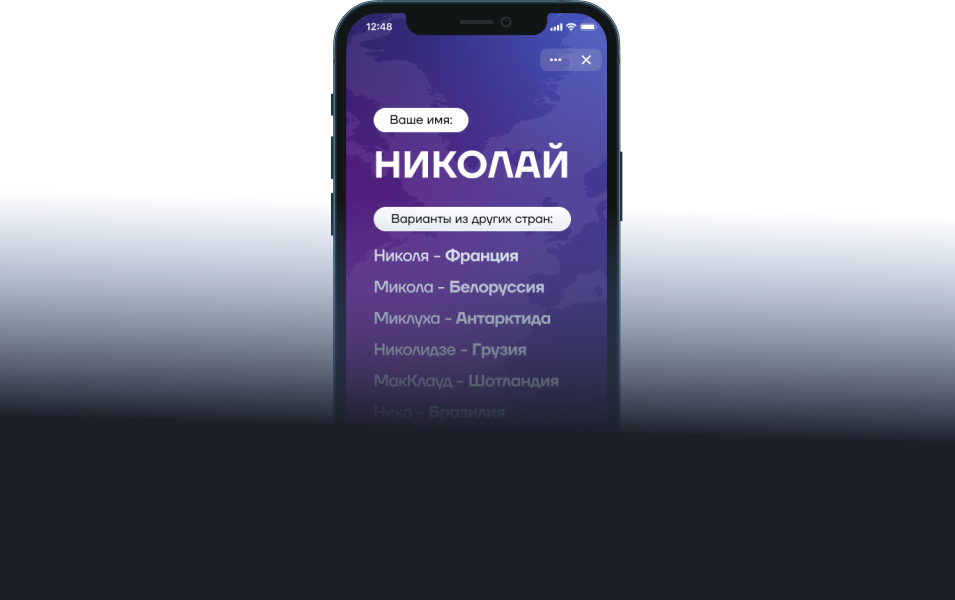 12:48
Ваше имя:
НИКОЛАЙ
Варианты из других стран:
Николя - Франция
Микола - Белоруссия
Миклуха - Антарктида
Николидзе - Грузия
МакКлауд - Шотландия
Нико - Бразилия